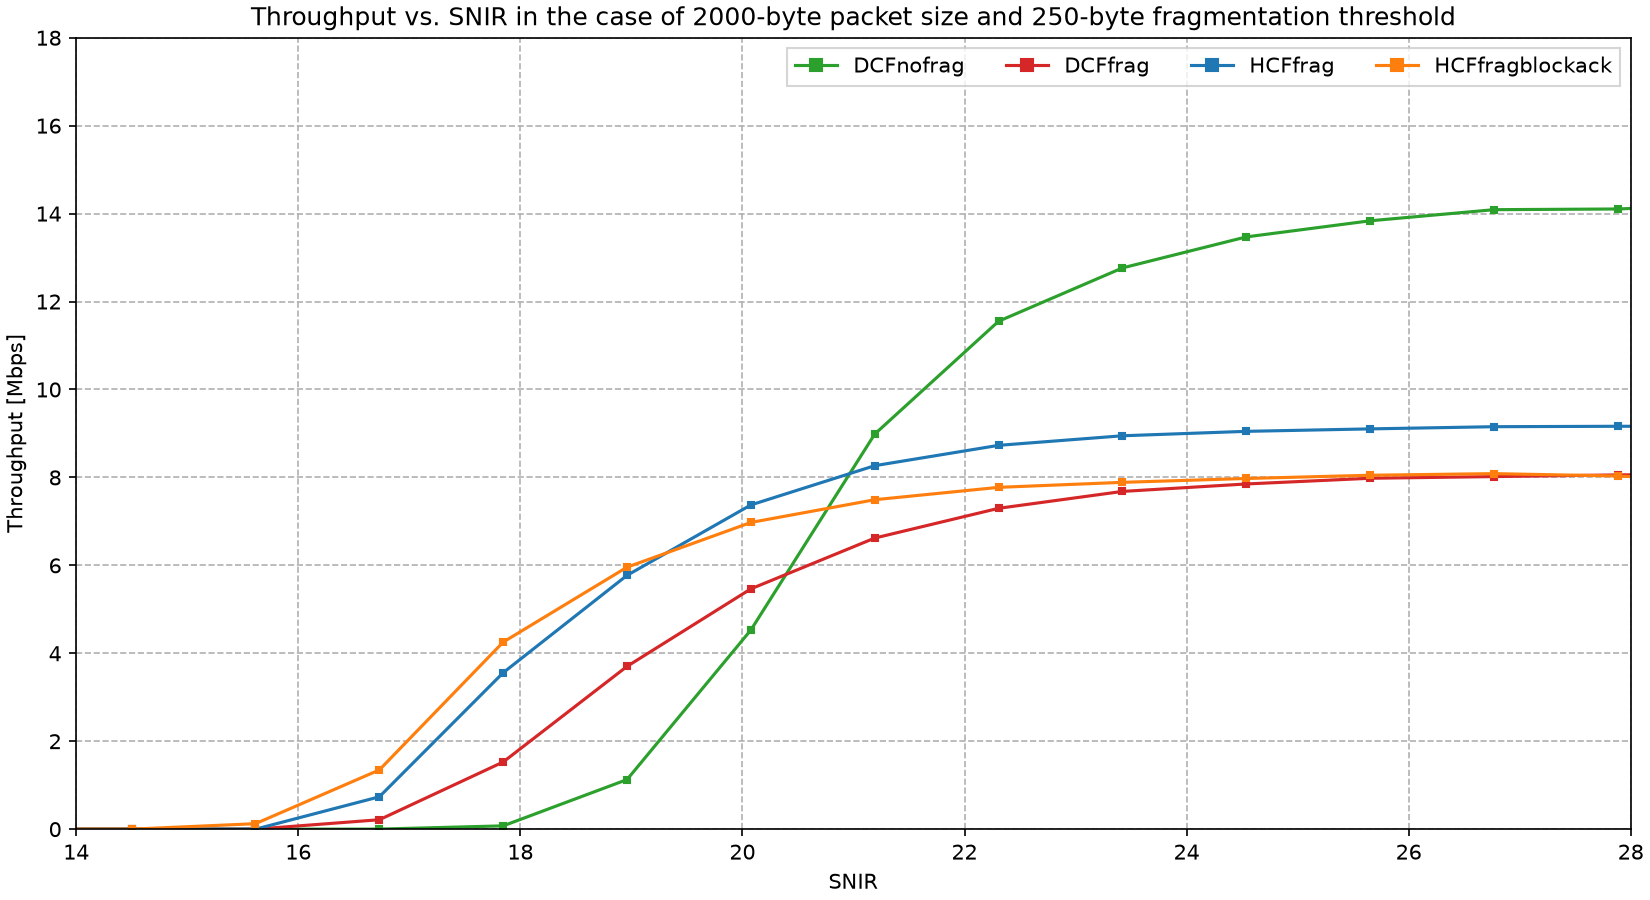 Throughput vs. SNIR in the case of 2000-byte packet size and 250-byte fragmentation threshold
DCFnofrag DCFfrag HCFfrag HCFfragblockack
Throughput [Mbps]
18
16
14
12
10
8
6
4
2
0
14 16 18 20 22 24 26 28
SNIR